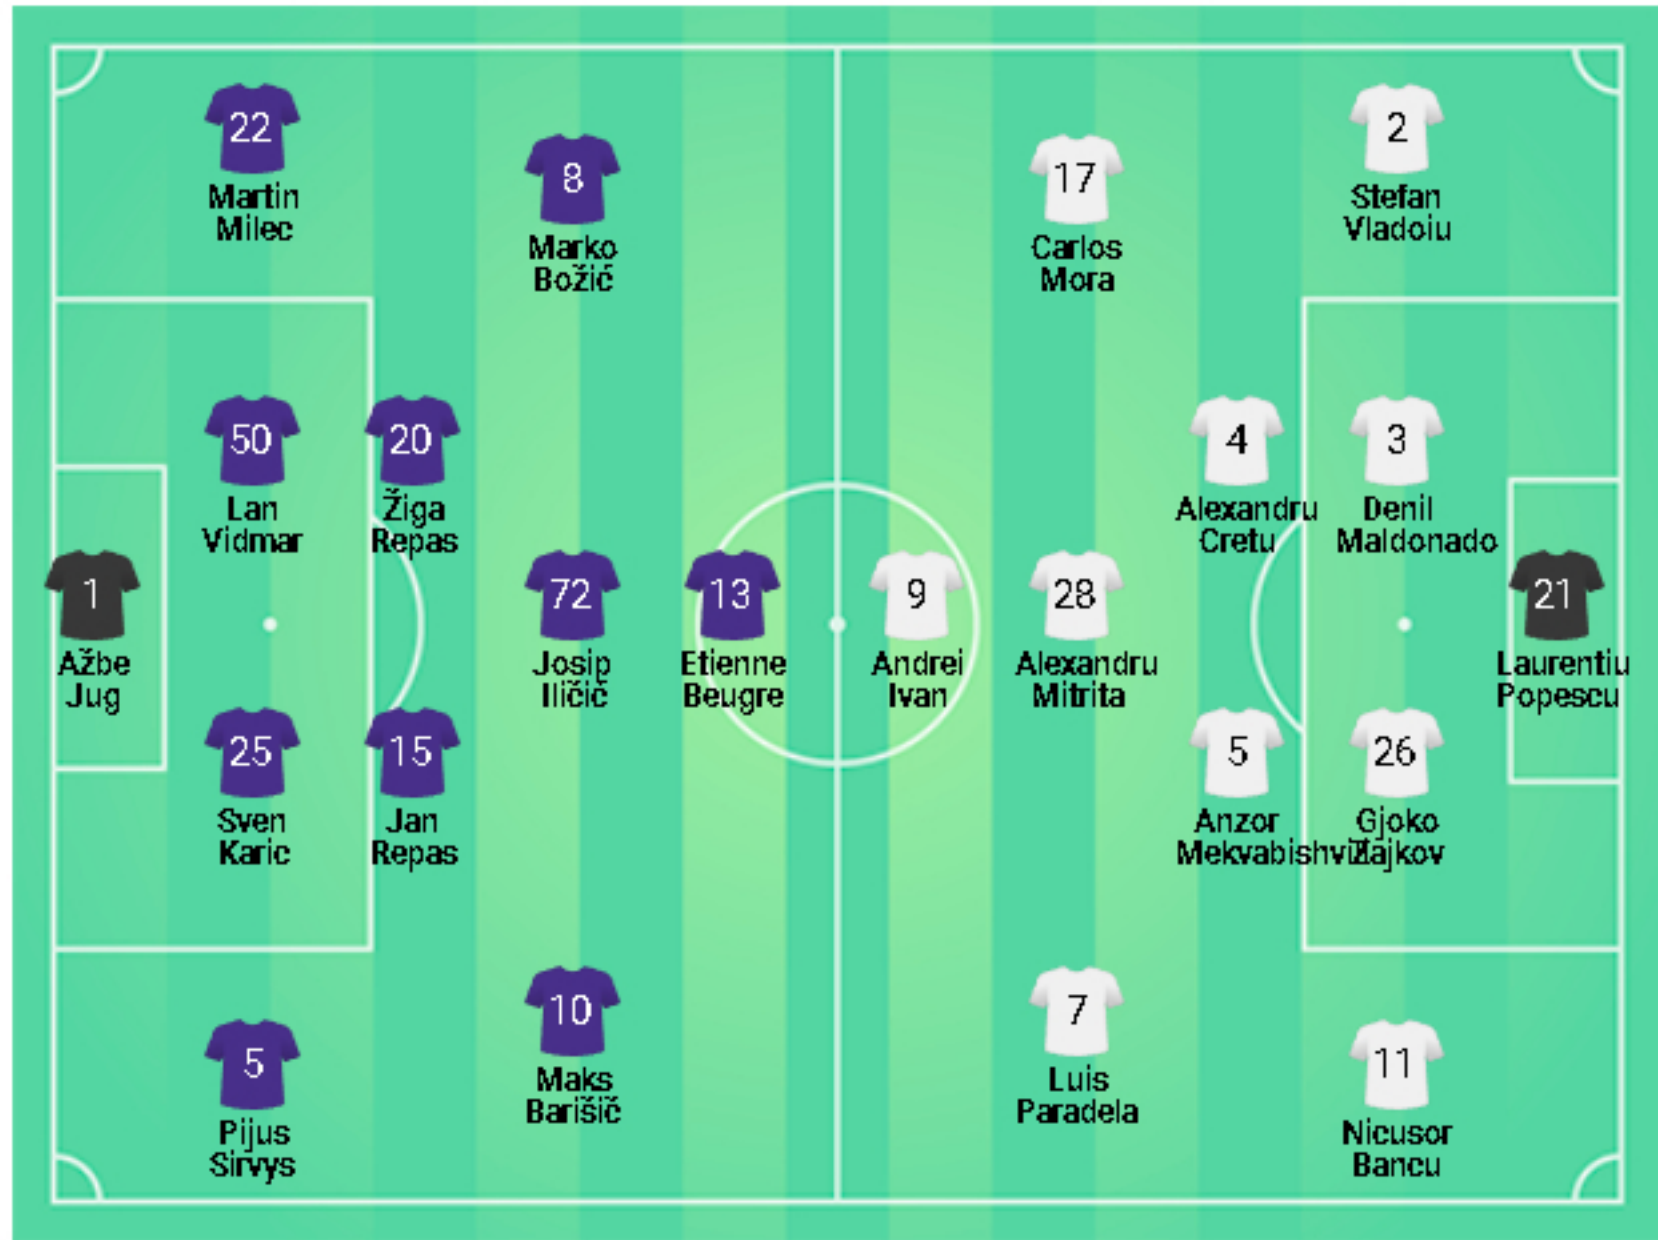 22
Martin
Milec
8
Marko
Božić
17
Carlos
Mora
2
Stefan
Vladoiu
50
Lan
Vidmar
20
Žiga
Repas
4
Alexandru
Cretu
3
Denil
Maldonado
1
Ažbe
Jug
72
Josip
Iličić
13
Etienne
Beugre
9
Andrei
Ivan
28
Alexandru
Mitrita
21
Laurentiu
Popescu
25
Sven
Karic
15
Jan
Repas
5
Anzor
Mekvabishvili
26
Gjoko
Zajkov
5
Pijus
Sirvys
10
Maks
Barišič
7
Luis
Paradela
11
Nicusor
Bancu